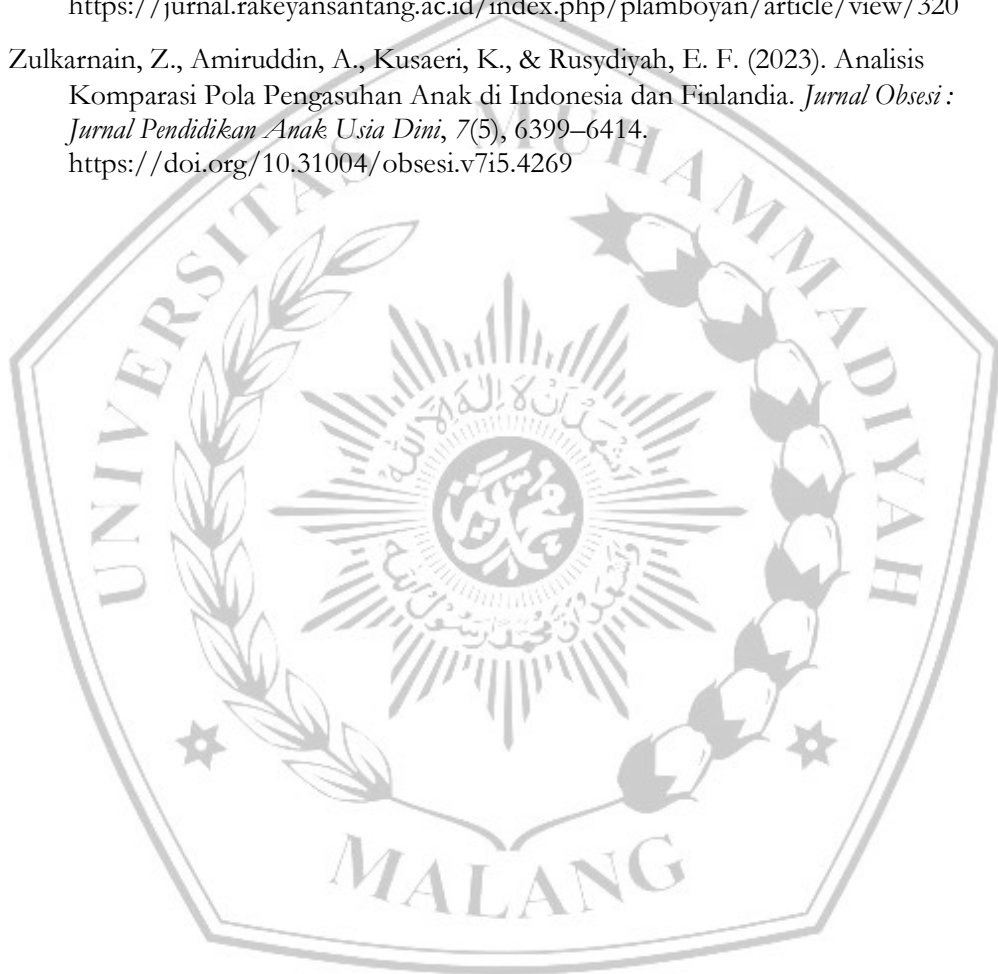 https://jurnal.rakeyansantang.ac.id/index.php/plamboyan/article/view/320
Zulkarnain, Z., Amiruddin, A., Kusaeri, K., & Rusydiyah, E. F. (2023). Analisis
Komparasi Pola Pengasuhan Anak di Indonesia dan Finlandia. Jurnal Obsesi :
Jurnal Pendidikan Anak Usia Dini, 7(5), 6399–6414.
https://doi.org/10.31004/obsesi.v7i5.4269
UNIVERSITAS MUHAMMADIYAH
MALANG